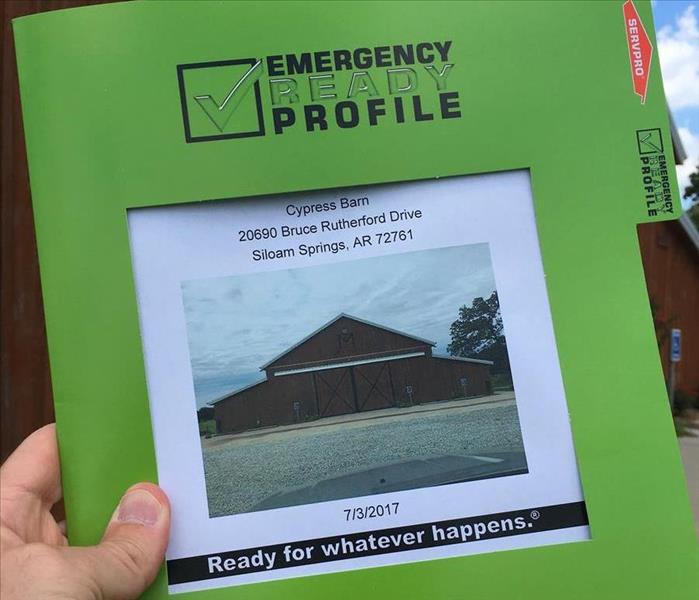 EMERGENCY
READY
PROFILE
SERVPRO®
EMERGENCY
READY
PROFILE
Cypress Barn
20690 Bruce Rutherford Drive
Siloam Springs, AR 72761
7/3/2017
Ready for whatever happens.®